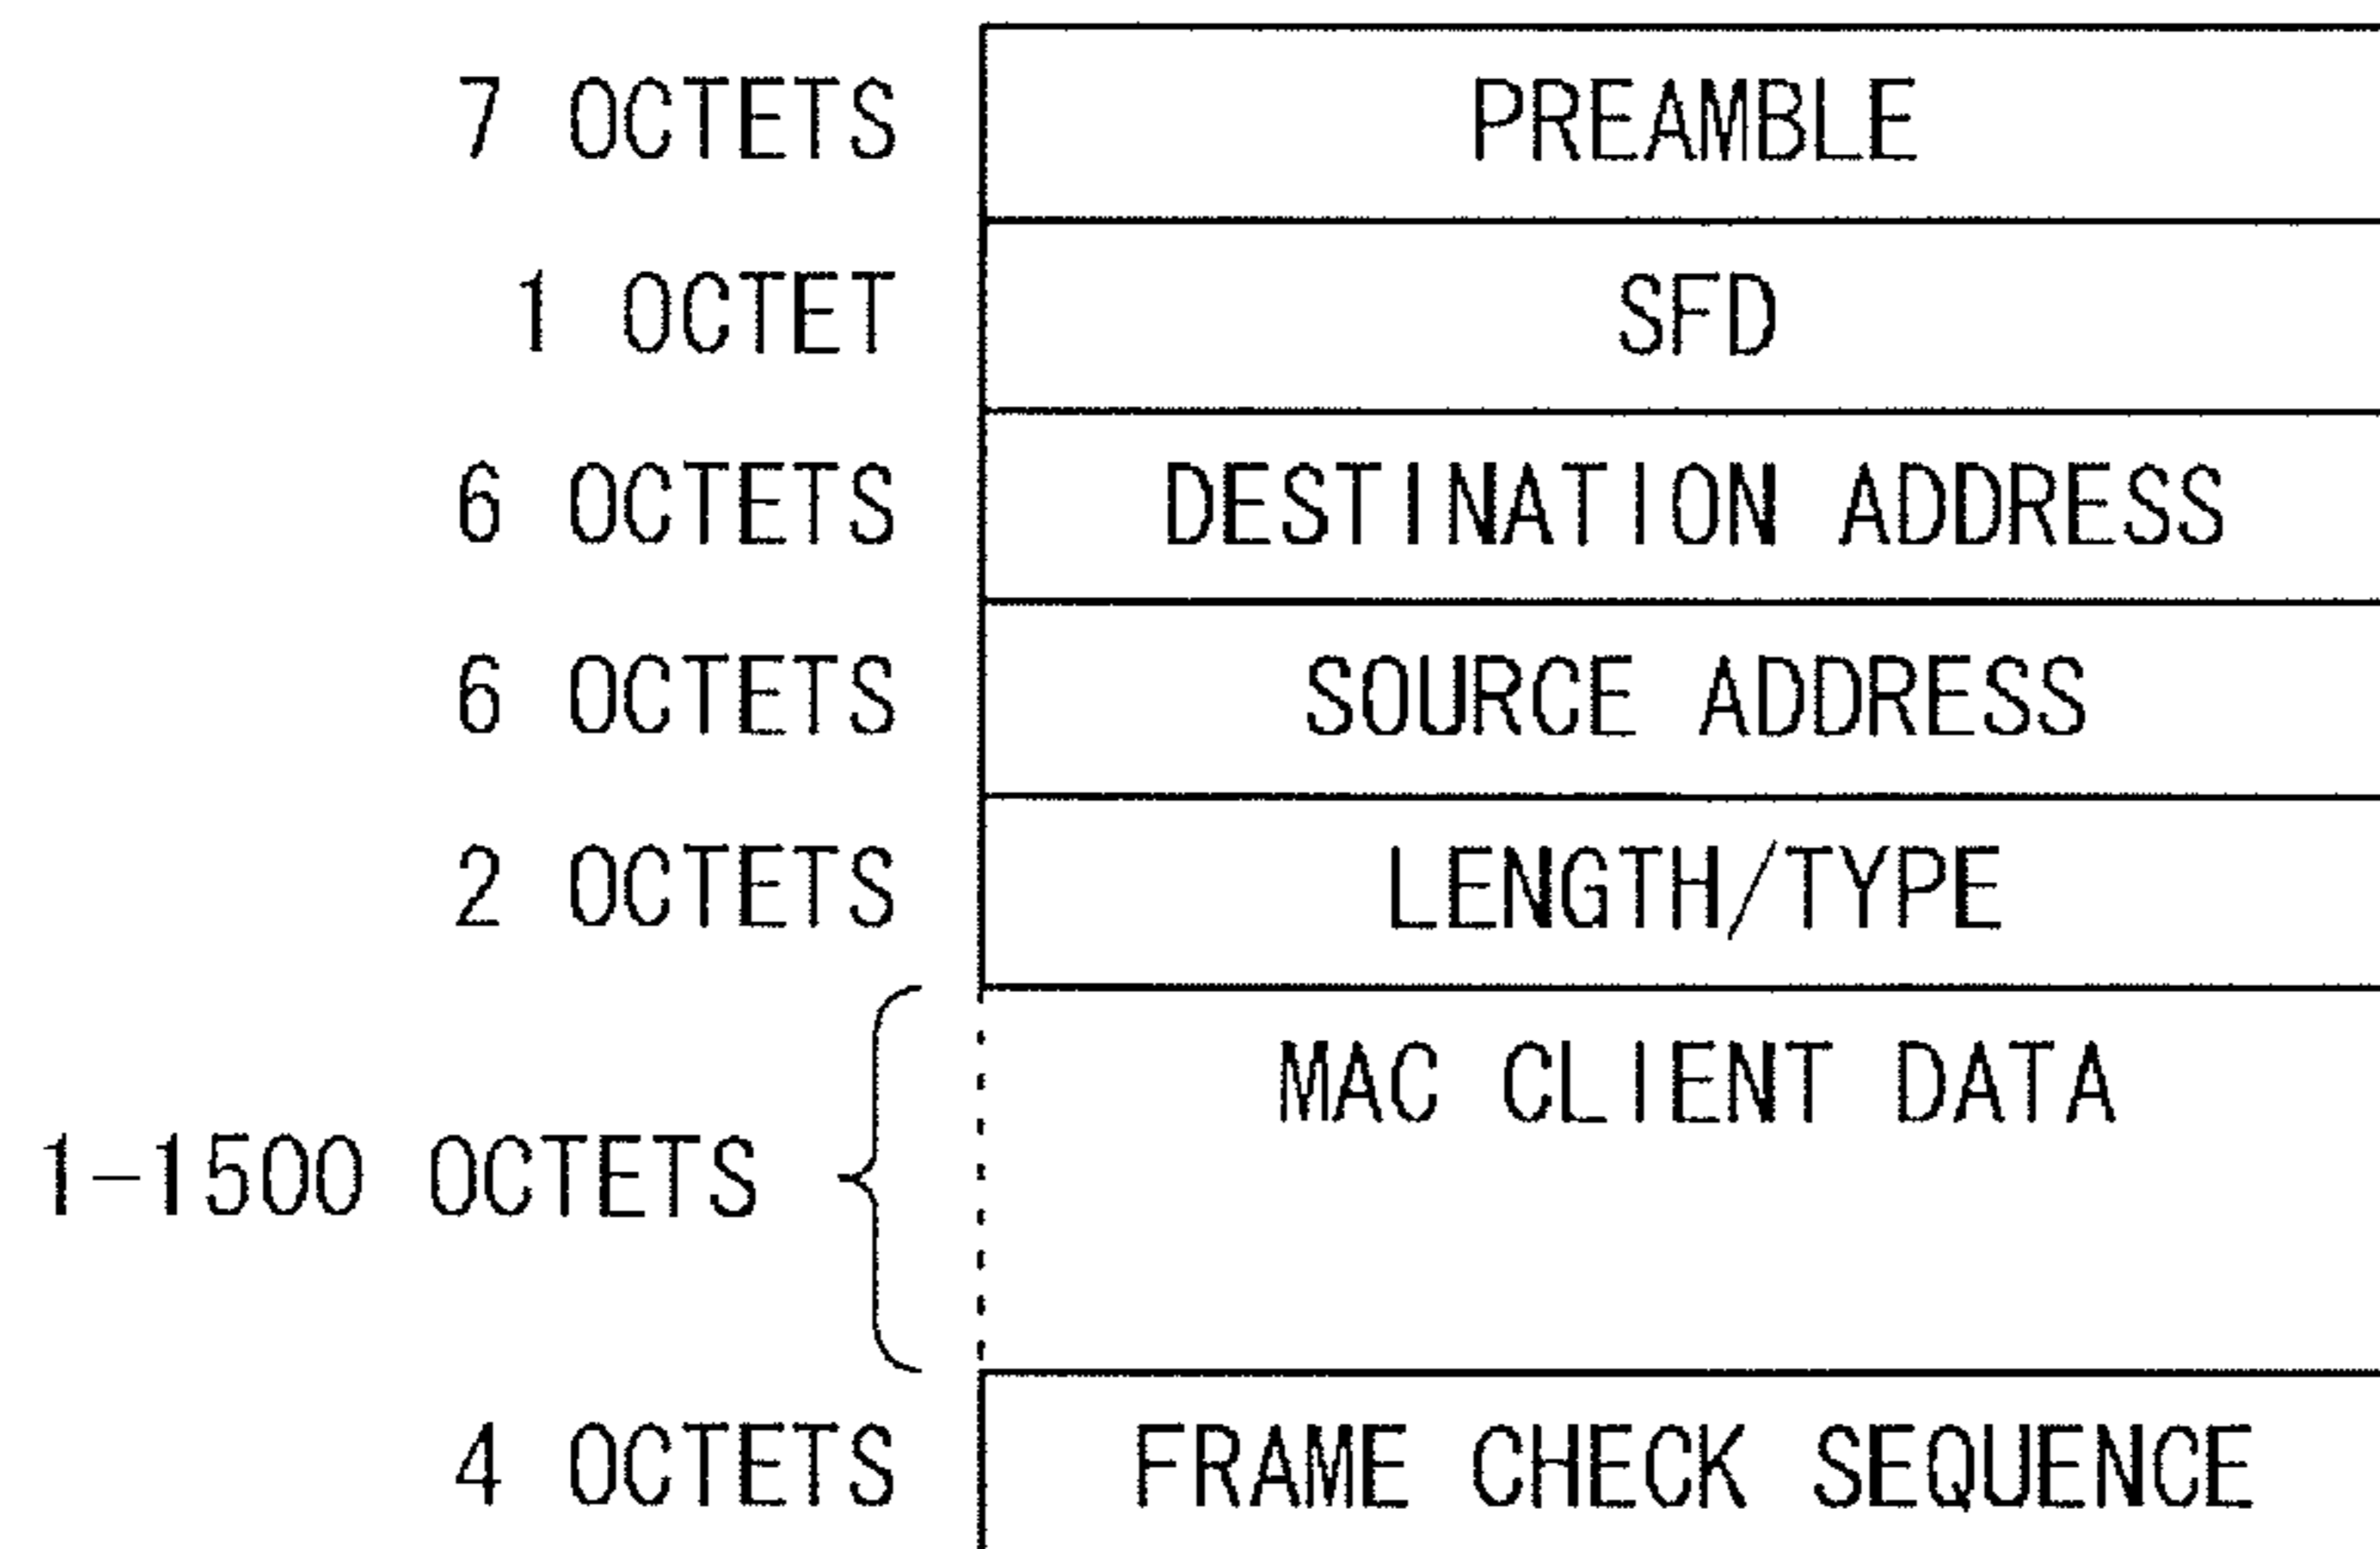 7 OCTETS PREAMBLE
1 OCTET SFD
6 OCTETS DESTINATION ADDRESS
6 OCTETS SOURCE ADDRESS
2 OCTETS LENGTH/TYPE
MAC CLIENT DATA
1-1500 OCTETS
4 OCTETS FRAME CHECK SEQUENCE